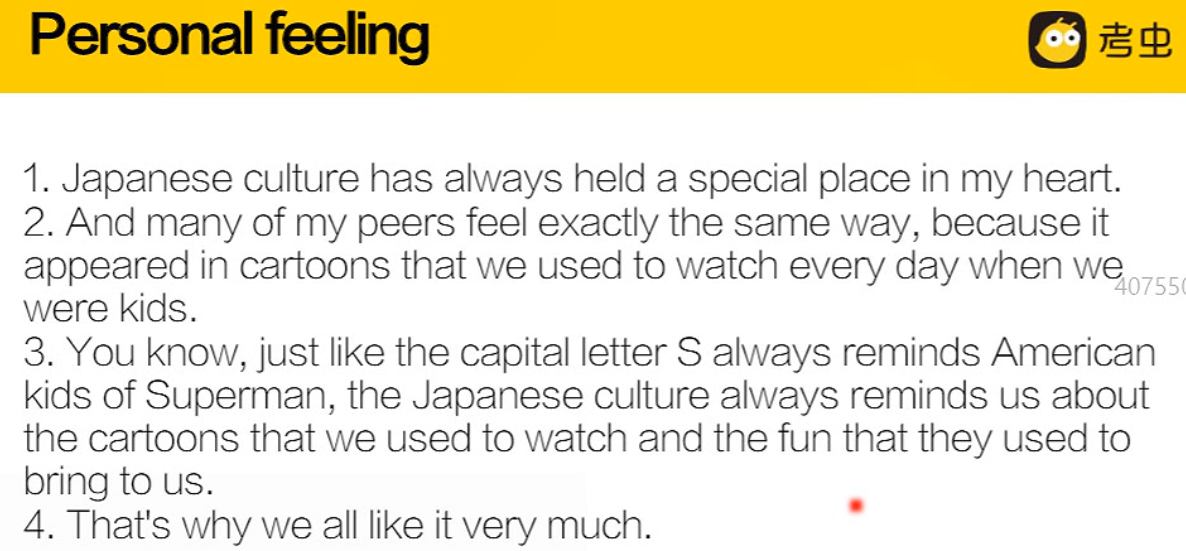 Personal feeling
考虫
1. Japanese culture has always held a special place in my heart.
2. And many of my peers feel exactly the same way, because it
appeared in cartoons that we used to watch every day when we
407550
were kids.
3. You know, just like the capital letter S always reminds American
kids of Superman, the Japanese culture always reminds us about
the cartoons that we used to watch and the fun that they used to
bring to us.
4. That's why we all like it very much.